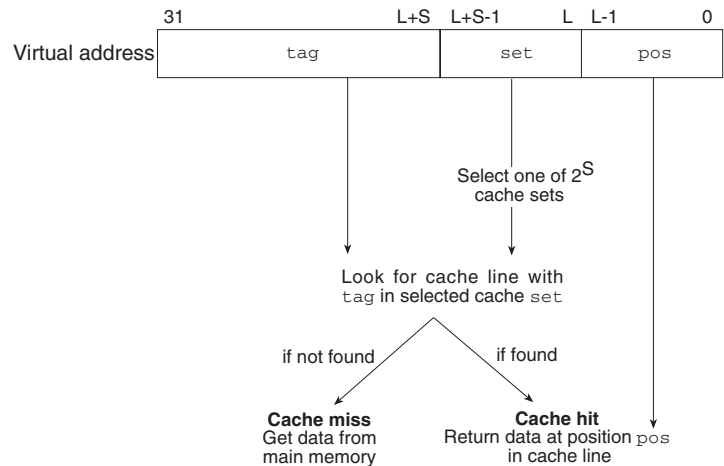 31 L+S L+S-1 L L-1 0
Virtual address tag set pos
Select one of 2^S
cache sets
Look for cache line with
tag in selected cache set
if not found if found
Cache miss
Get data from
main memory
Cache hit
Return data at position pos
in cache line